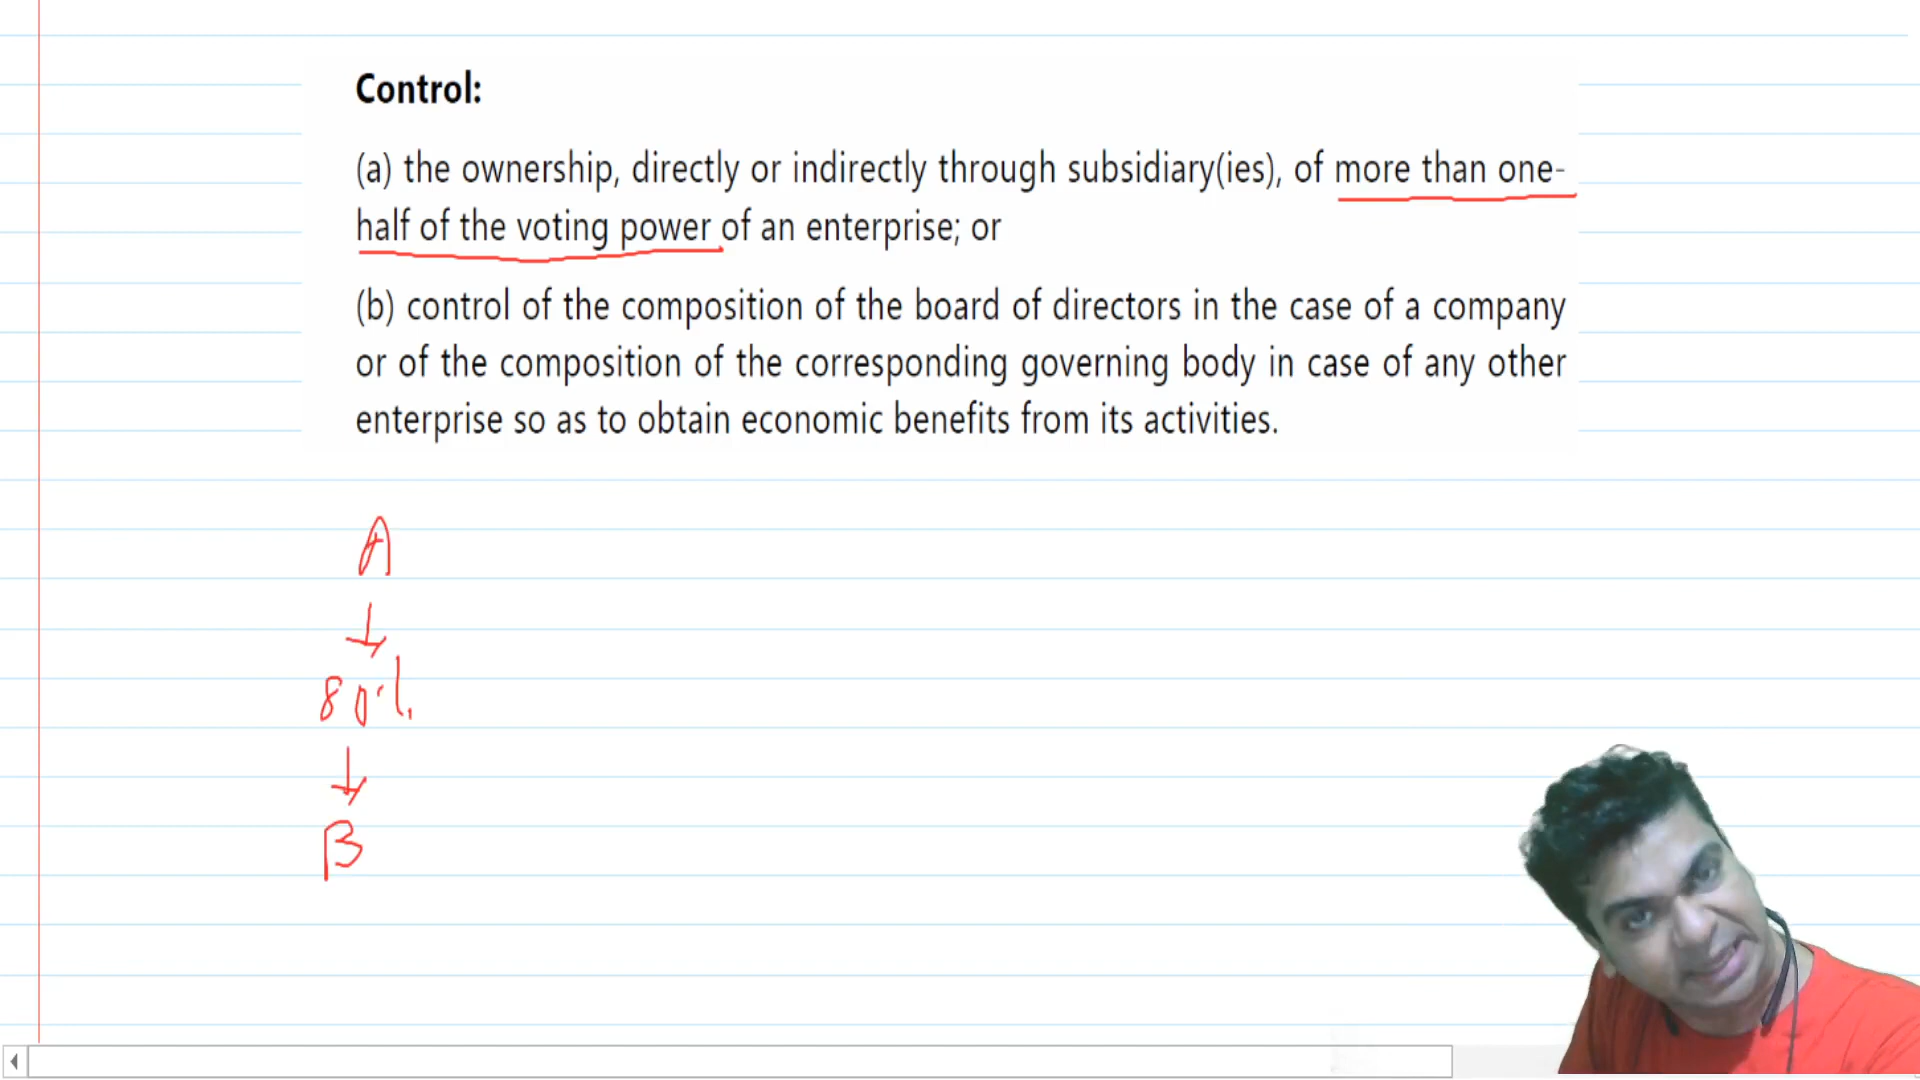 Control:
(a) the ownership, directly or indirectly through subsidiary(ies), of more than one-
half of the voting power of an enterprise; or
(b) control of the composition of the board of directors in the case of a company
or of the composition of the corresponding governing body in case of any other
enterprise so as to obtain economic benefits from its activities.
A
80%
B